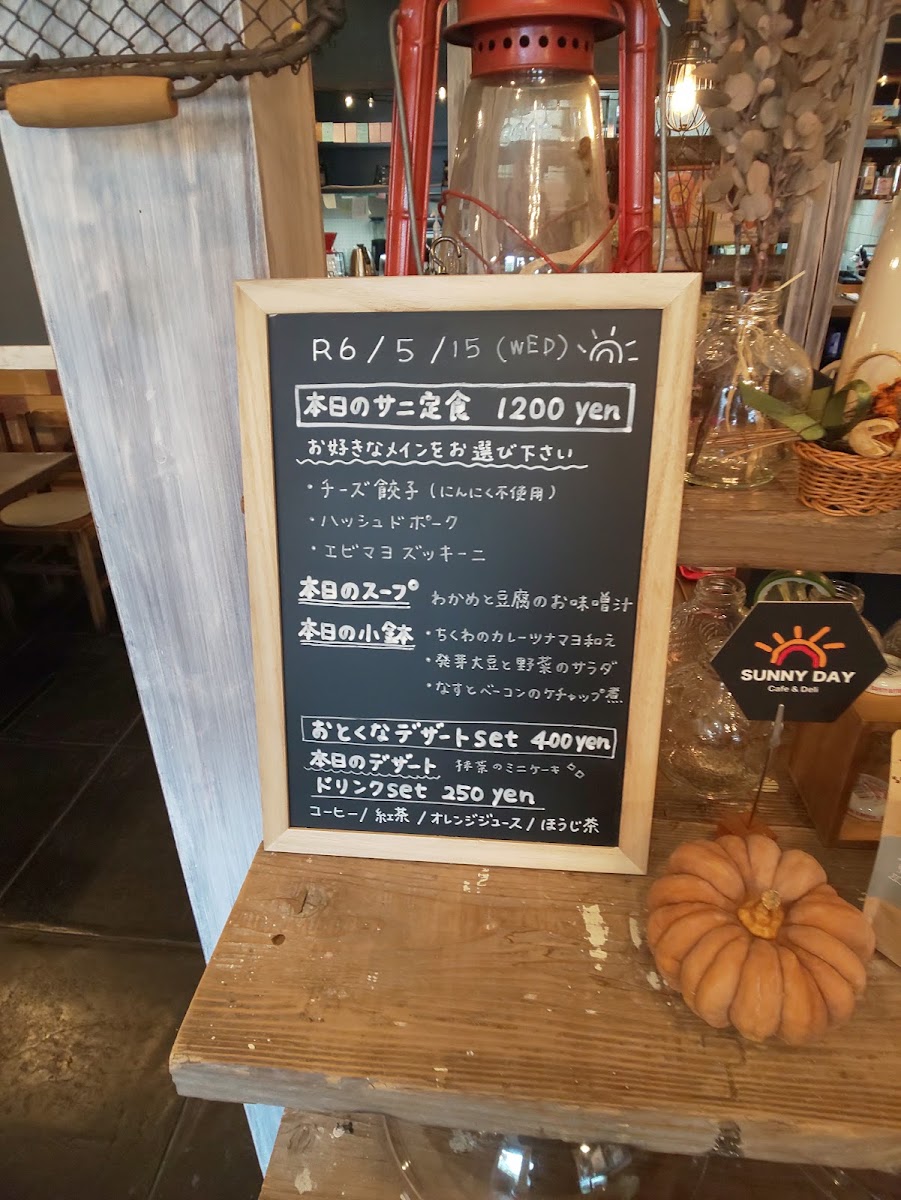 R6/5/15(WED)
本日のサニ定食 1200 yen
お好きなメインをお選び下さい
・チーズ餃子(にんにく不使用)
・ハッシュドポーク
・エビマヨズッキーニ
本日のスープ わかめと豆腐のお味噌汁
本日の小鉢 ・ちくわのカレーツナマヨ和え
・発芽大豆と野菜のサラダ
・なすとベーコンのケチャップ煮
おとくなデザートset 400yen
本日のデザート 抹茶のミニケーキ
ドリンクset 250 yen
コーヒー/紅茶/オレンジジュース/ほうじ茶
SUNNY DAY
Cafe & Deli